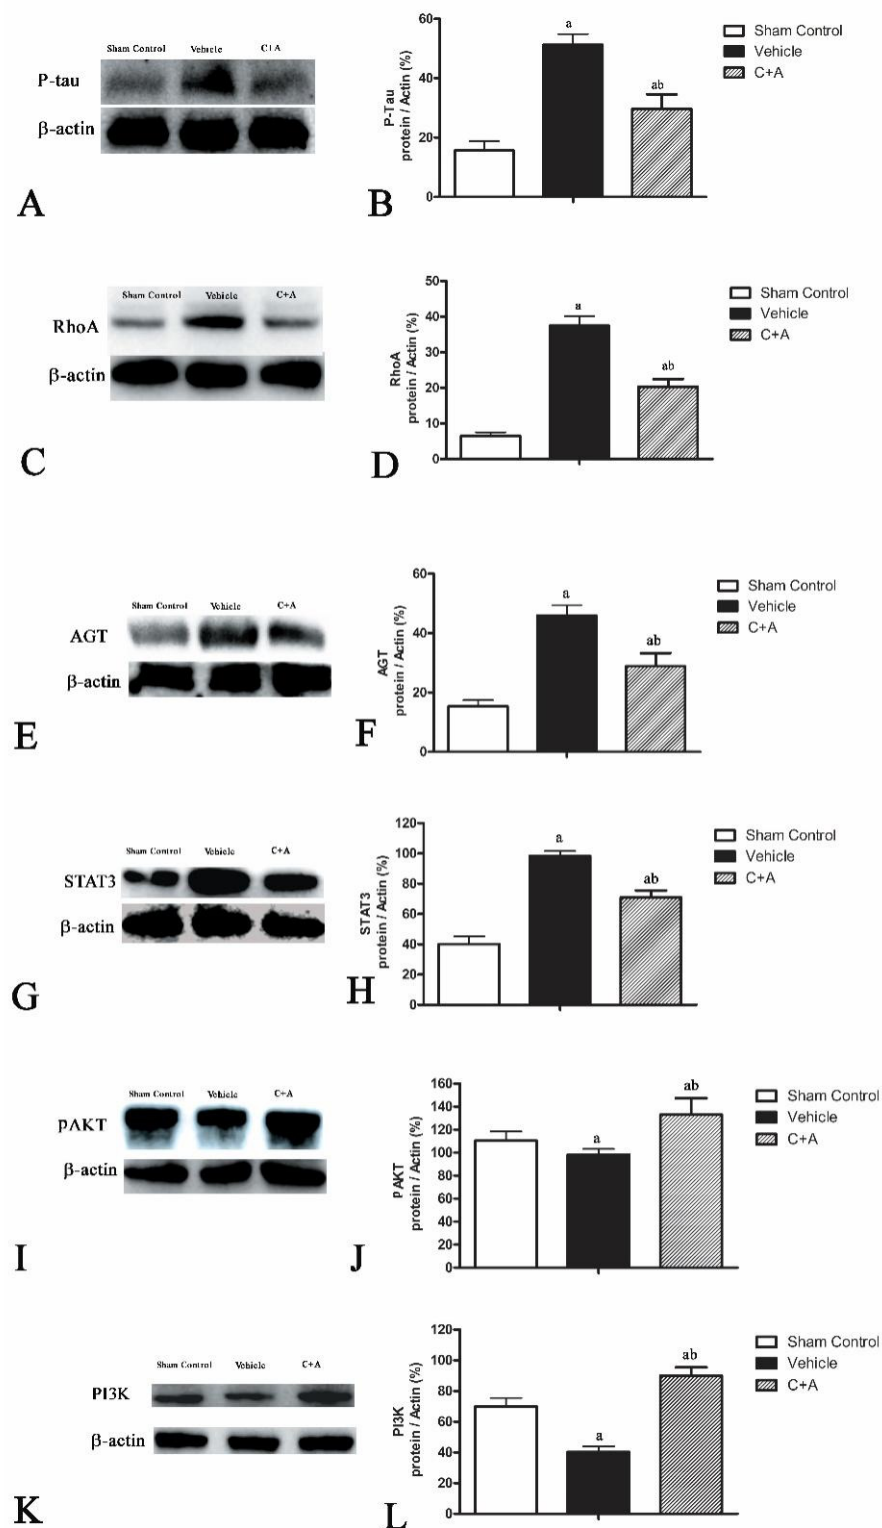 Sham Control Vehicle C+A
P-tau
β-actin
A
60
40
20
0
P-Tau
protein / Actin (%)
a
ab
Sham Control
Vehicle
C+A
B
Sham Control Vehicle C+A
RhoA
β-actin
C
50
40
30
20
10
0
RhoA
protein / Actin (%)
a
ab
Sham Control
Vehicle
C+A
D
Sham Control Vehicle C+A
AGT
β-actin
E
60
40
20
0
AGT
protein / Actin (%)
a
ab
Sham Control
Vehicle
C+A
F
Sham Control Vehicle C+A
STAT3
β-actin
G
120
100
80
60
40
20
0
STAT3
protein / Actin (%)
a
ab
Sham Control
Vehicle
C+A
H
Sham Control Vehicle C+A
pAKT
β-actin
I
160
140
120
100
80
60
40
20
0
pAKT
protein / Actin (%)
a
ab
Sham Control
Vehicle
C+A
J
Sham Control Vehicle C+A
PI3K
β-actin
K
120
100
80
60
40
20
0
PI3K
protein / Actin (%)
a
ab
Sham Control
Vehicle
C+A
L